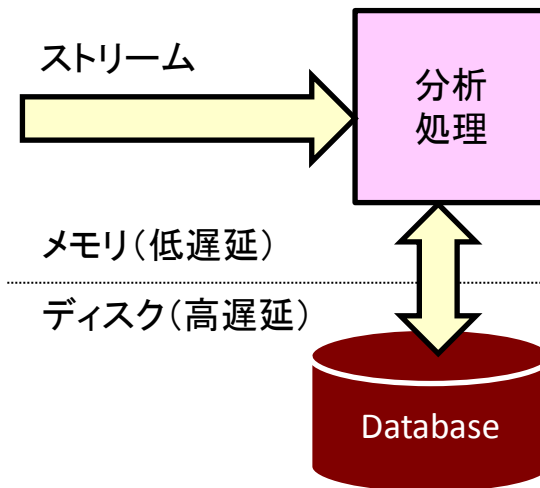 ストリーム
分析
処理
メモリ(低遅延)
ディスク(高遅延)
Database